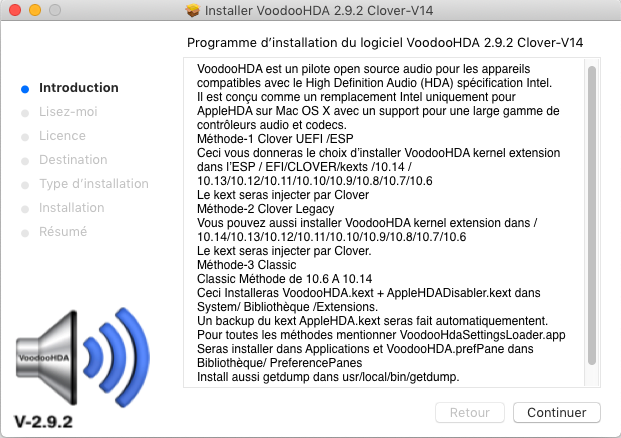 Installer VoodooHDA 2.9.2 Clover-V14
Programme d'installation du logiciel VoodooHDA 2.9.2 Clover-V14
Introduction
Lisez-moi
Licence
Destination
Type d'installation
Installation
Résumé
VoodooHDA est un pilote open source audio pour les appareils
compatibles avec le High Definition Audio (HDA) spécification Intel.
Il est conçu comme un remplacement Intel uniquement pour
AppleHDA sur Mac OS X avec un support pour une large gamme de
contrôleurs audio et codecs.
Méthode-1 Clover UEFI /ESP
Ceci vous donneras le choix d'installer VoodooHDA kernel extension
dans l'ESP / EFI/CLOVER/kexts /10.14 /
10.13/10.12/10.11/10.10/10.9/10.8/10.7/10.6
Le kext seras injecter par Clover
Méthode-2 Clover Legacy
Vous pouvez aussi installer VoodooHDA kernel extension dans /
10.14/10.13/10.12/10.11/10.10/10.9/10.8/10.7/10.6
Le kext seras injecter par Clover.
Méthode-3 Classic
Classic Méthode de 10.6 A 10.14
Ceci Installeras VoodooHDA.kext + AppleHDADisabler.kext dans
System/ Bibliothèque /Extensions.
Un backup du kext AppleHDA.kext seras fait automatiquementent.
Pour toutes les méthodes mentionner VoodooHdaSettingsLoader.app
Seras installer dans Applications et VoodooHDA.prefPane dans
Bibliothèque/ PreferencePanes
Install aussi getdump dans usr/local/bin/getdump.
VoodooHDA
V-2.9.2
Retour
Continuer